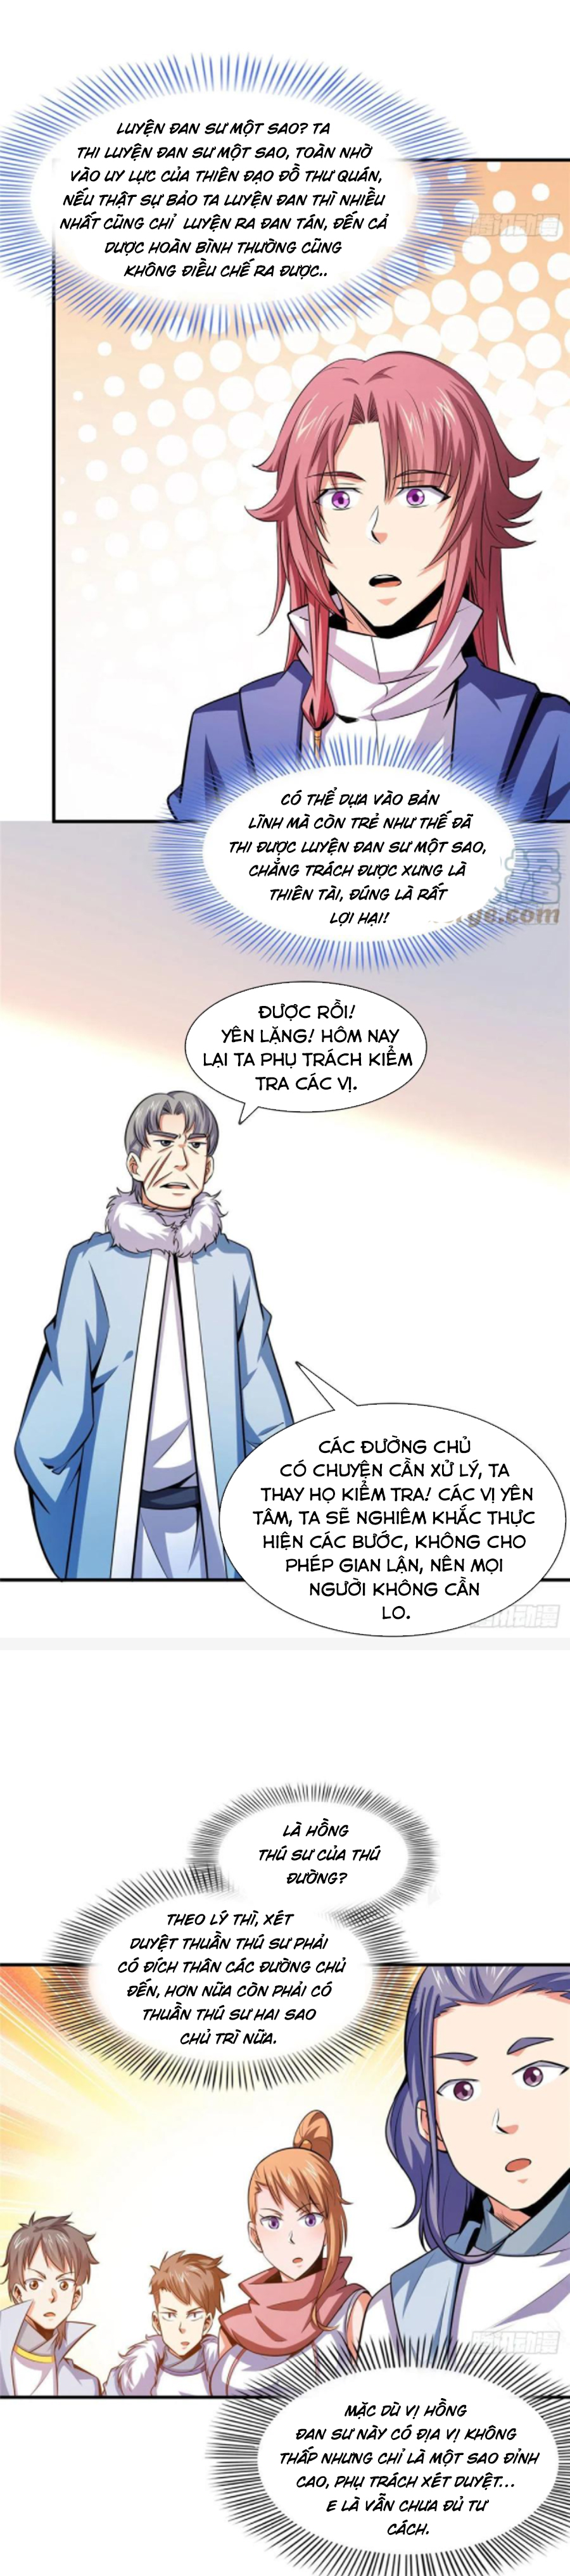 LUYỆN ĐAN SƯ MỘT SAO? TA
THI LUYỆN ĐAN SƯ MỘT SAO, TOÀN NHỜ
VÀO UY LỰC CỦA THIÊN ĐẠO ĐỒ THƯ QUÁN,
NẾU THẬT SỰ BẢO TA LUYỆN ĐAN THÌ NHIỀU
NHẤT CŨNG CHỈ LUYỆN RA ĐAN TÁN, ĐẾN CẢ
DƯỢC HOÀN BÌNH THƯỜNG CŨNG
KHÔNG ĐIỀU CHẾ RA ĐƯỢC..
CÓ THỂ DỰA VÀO BẢN
LĨNH MÀ CÒN TRẺ NHƯ THẾ ĐÃ
THI ĐƯỢC LUYỆN ĐAN SƯ MỘT SAO,
CHẲNG TRÁCH ĐƯỢC XƯNG LÀ
THIÊN TÀI, ĐÚNG LÀ RẤT
LỢI HẠI!
ĐƯỢC RỒI!
YÊN LẶNG! HÔM NAY
LẠI TA PHỤ TRÁCH KIỂM
TRA CÁC VỊ.
CÁC ĐƯỜNG CHỦ
CÓ CHUYỆN CẦN XỬ LÝ, TA
THAY HỌ KIỂM TRA! CÁC VỊ YÊN
TÂM, TA SẼ NGHIÊM KHẮC THỰC
HIỆN CÁC BƯỚC, KHÔNG CHO
PHÉP GIAN LẬN, NÊN MỌI
NGƯỜI KHÔNG CẦN
LO.
LÀ HỒNG
THÚ SƯ CỦA THÚ
ĐƯỜNG?
THEO LÝ THÌ, XÉT
DUYỆT THUẦN THÚ SƯ PHẢI
CÓ ĐÍCH THÂN CÁC ĐƯỜNG CHỦ
ĐẾN, HƠN NỮA CÒN PHẢI CÓ
THUẦN THÚ SƯ HAI SAO
CHỦ TRÌ NỮA.
MẶC DÙ VỊ HỒNG
ĐAN SƯ NÀY CÓ ĐỊA VỊ KHÔNG
THẤP NHƯNG CHỈ LÀ MỘT SAO ĐỈNH
CAO, PHỤ TRÁCH XÉT DUYỆT...
E LÀ VẪN CHƯA ĐỦ TƯ
CÁCH.